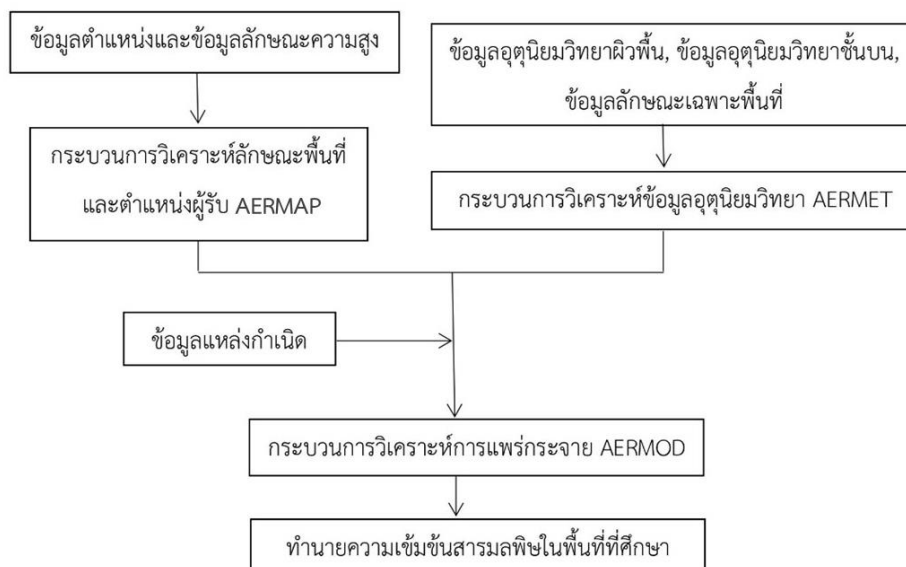 ข้อมูลตำแหน่งและข้อมูลลักษณะความสูง
ข้อมูลอุตุนิยมวิทยาผิวพื้น, ข้อมูลอุตุนิยมวิทยาชั้นบน,
ข้อมูลลักษณะเฉพาะพื้นที่
กระบวนการวิเคราะห์ลักษณะพื้นที่
และตำแหน่งผู้รับ AERMAP
กระบวนการวิเคราะห์ข้อมูลอุตุนิยมวิทยา AERMET
ข้อมูลแหล่งกำเนิด
กระบวนการวิเคราะห์การแพร่กระจาย AERMOD
ทำนายความเข้มข้นสารมลพิษในพื้นที่ที่ศึกษา